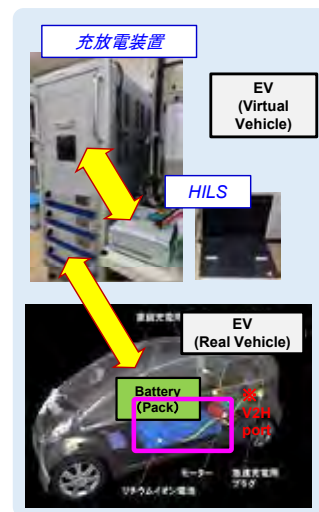 充放電装置
EV
(Virtual
Vehicle)
HILS
EV
(Real Vehicle)
Battery
(Pack)
V2H
port
モーター
急速充電用
プラグ
リチウムイオン電池